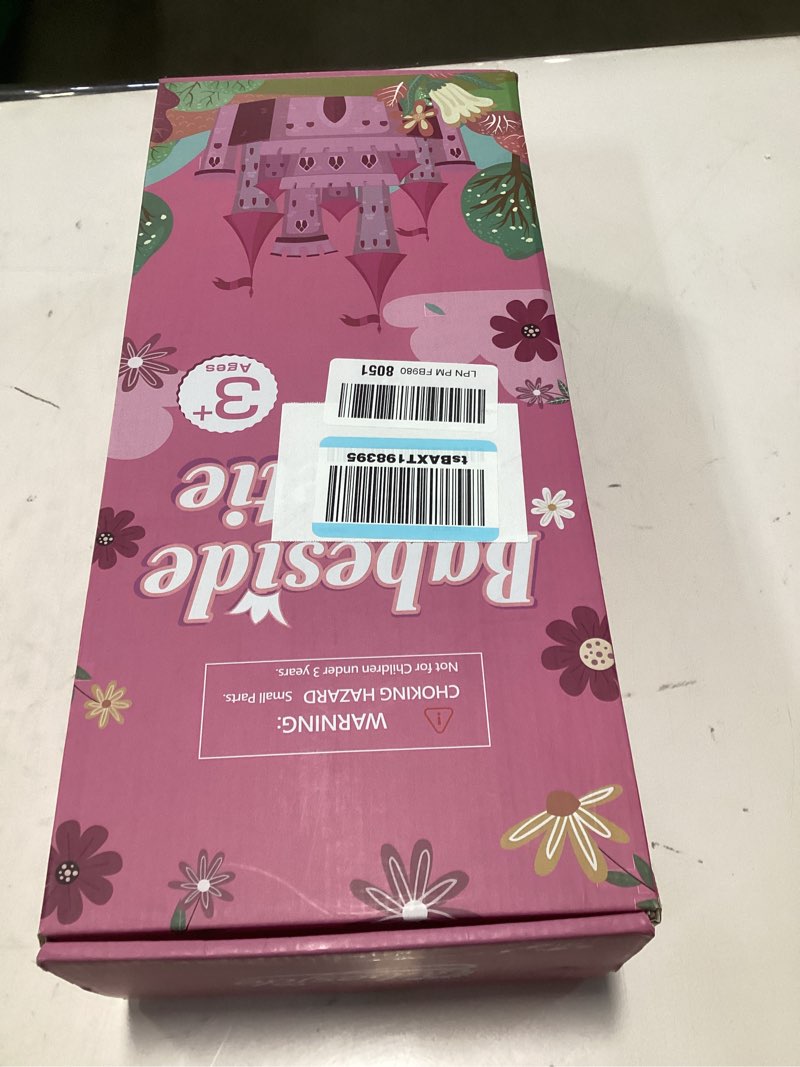 WARNING:
CHOKING HAZARD Small Parts.
Not for Children under 3 years.
Babeside
tsBAXT198395
3+
Ages
LPN PM FB980 8051